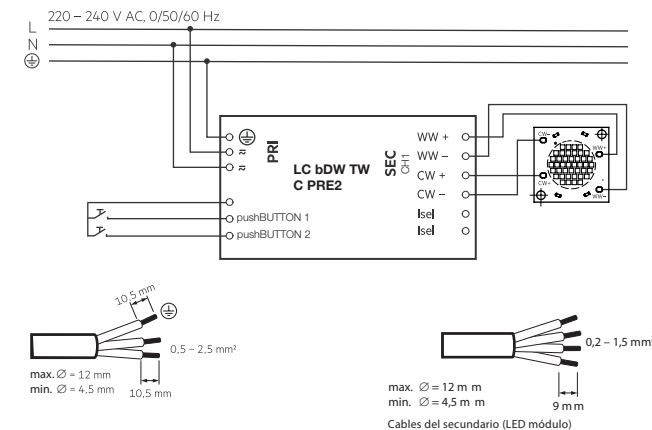 220 – 240 V AC, 0/50/60 Hz
L
N
PRI
≂
≂
LC bDW TW
C PRE2
SEC
CH1
WW +
WW –
CW +
CW –
Isel
Isel
pushBUTTON 1
pushBUTTON 2
CW–
WW+
CW+
WW–
10,5 mm
0,5 – 2,5 mm²
max. Ø = 12 mm
min. Ø = 4,5 mm
10,5 mm
0,2 – 1,5 mm
max. Ø = 12 m m
min. Ø = 4,5 m m
9 mm
Cables del secundario (LED módulo)